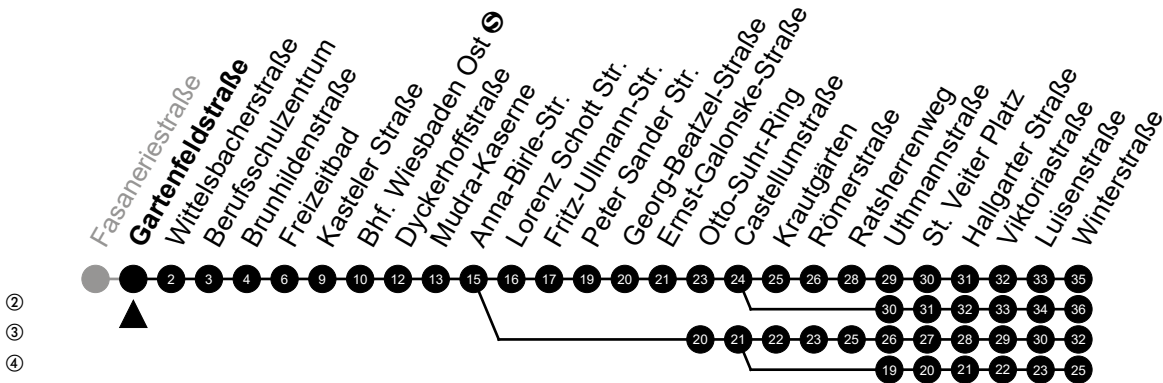 Fasaneriestraße
Gartenfeldstraße
Wittelsbacherstraße
Berufsschulzentrum
Brunhildenstraße
Freizeitbad
Kasteler Straße
Bhf. Wiesbaden Ost S
Dyckerhoffstraße
Mudra-Kaserne
Anna-Birle-Str.
Lorenz Schott Str.
Fritz-Ullmann-Str.
Peter Sander Str.
Georg-Beatzel-Straße
Ernst-Galonske-Straße
Otto-Suhr-Ring
Castellumstraße
Krautgärten
Römerstraße
Ratsherrenweg
Uthmannstraße
St. Veiter Platz
Hallgarter Straße
Viktoriastraße
Luisenstraße
Winterstraße
2 3 4 6 9 10 12 13 15 16 17 19 20 21 23 24 25 26 28 29 30 31 32 33 35
② 30 31 32 33 34 36
③ 20 21 22 23 25 26 27 28 29 30 32
④ 19 20 21 22 23 25